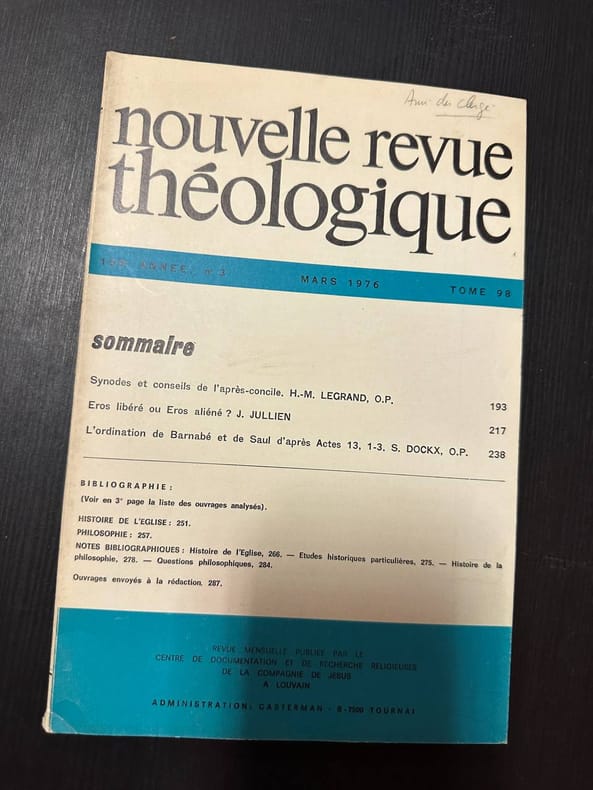 Ami du clergé
nouvelle revue
théologique
108e ANNEE, n° 3 MARS 1976 TOME 98
sommaire
Synodes et conseils de l'après-concile. H.-M. LEGRAND, O.P. 193
Eros libéré ou Eros aliéné ? J. JULLIEN 217
L'ordination de Barnabé et de Saul d'après Actes 13, 1-3. S. DOCKX, O.P. 238
BIBLIOGRAPHIE :
(Voir en 3e page la liste des ouvrages analysés).
HISTOIRE DE L'EGLISE : 251.
PHILOSOPHIE : 257.
NOTES BIBLIOGRAPHIQUES : Histoire de l'Eglise, 266. — Etudes historiques particulières, 275. — Histoire de la
philosophie, 278. — Questions philosophiques, 284.
Ouvrages envoyés à la rédaction. 287.
REVUE MENSUELLE PUBLIEE PAR LE
CENTRE DE DOCUMENTATION ET DE RECHERCHE RELIGIEUSES
DE LA COMPAGNIE DE JESUS
A LOUVAIN
ADMINISTRATION: CASTERMAN - B-7500 TOURNAI